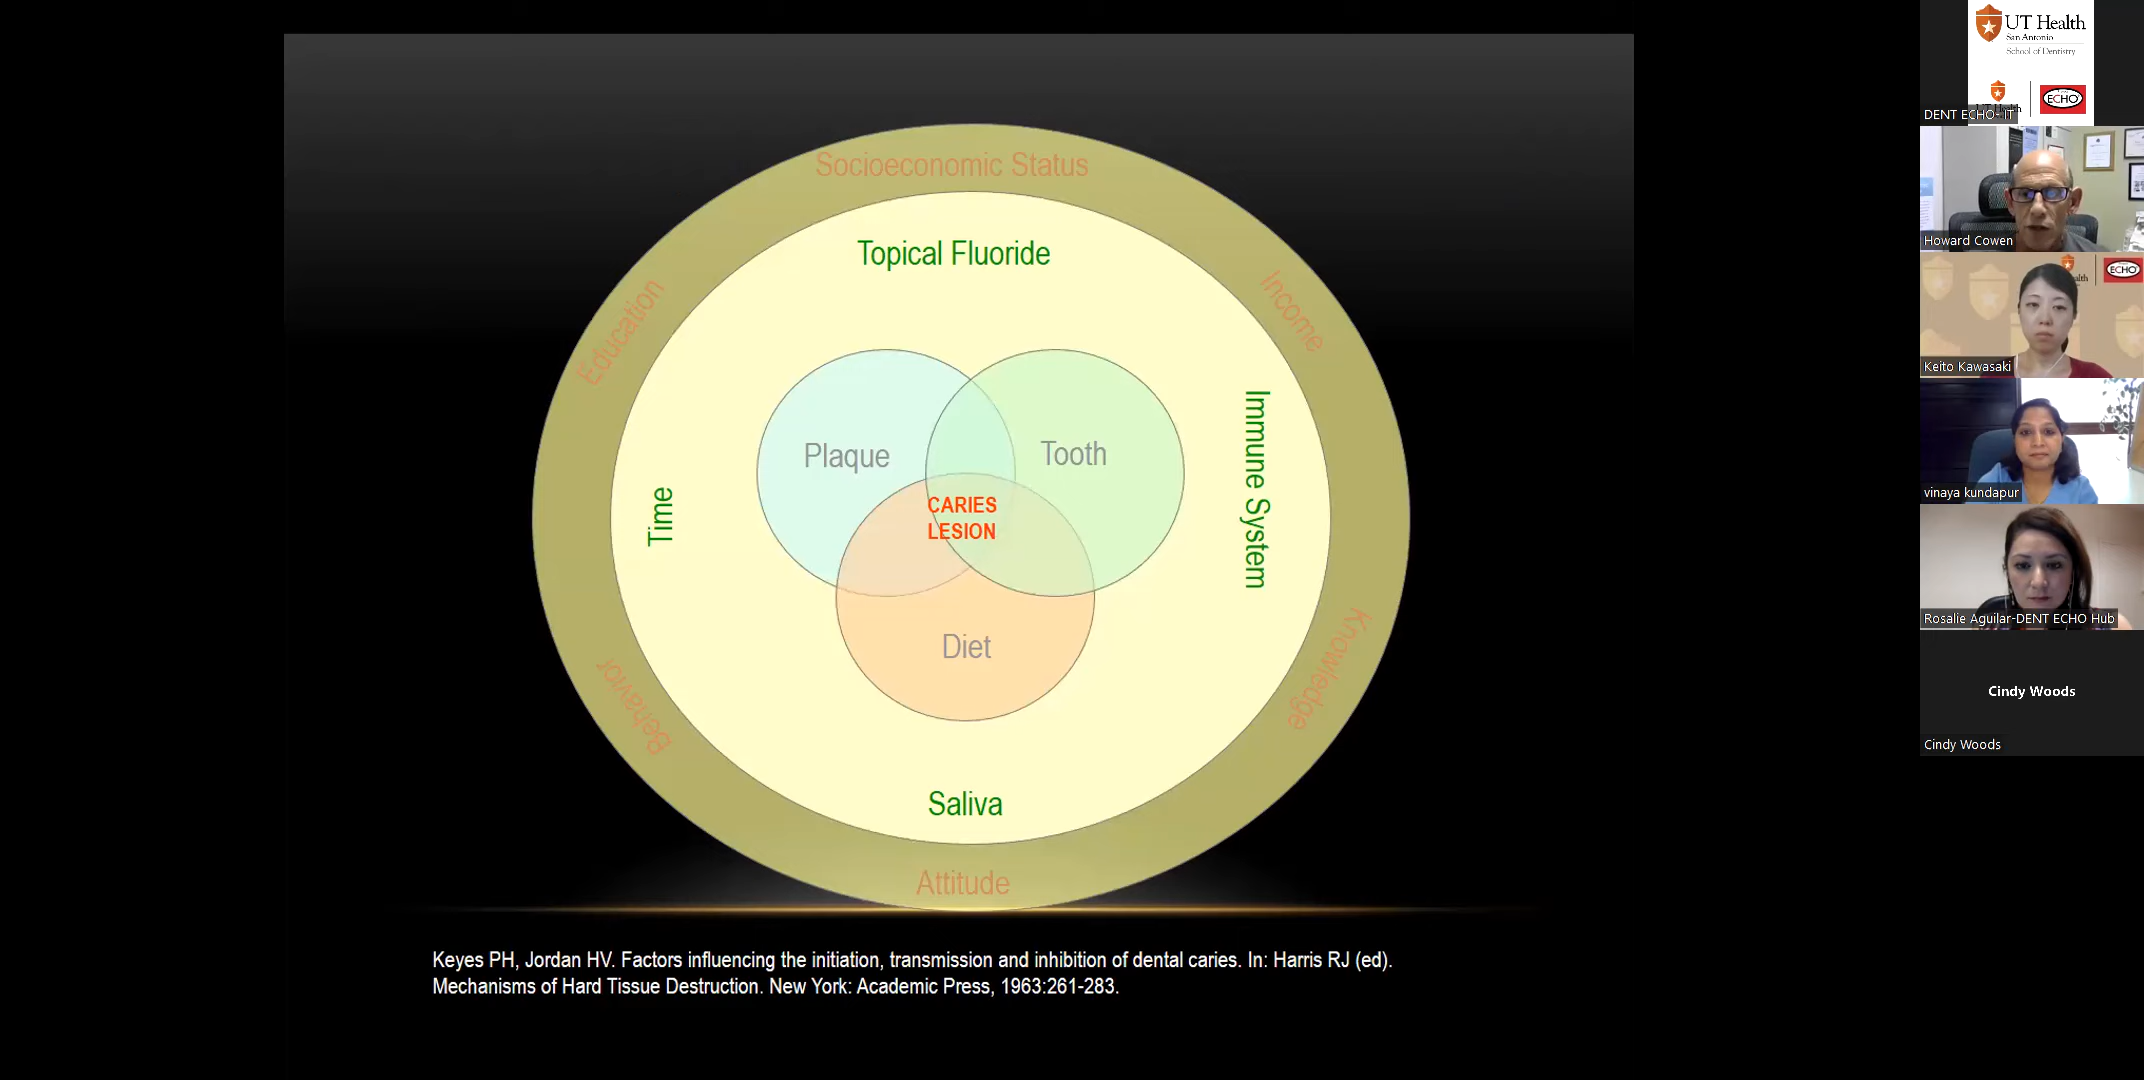 Socioeconomic Status
Topical Fluoride
Education
Income
Immune System
Plaque
Tooth
CARIES
LESION
Time
Diet
Behavior
Knowledge
Saliva
Attitude
Keyes PH, Jordan HV. Factors influencing the initiation, transmission and inhibition of dental caries. In: Harris RJ (ed).
Mechanisms of Hard Tissue Destruction. New York: Academic Press, 1963:261-283.
UT Health
San Antonio
School of Dentistry
UT Health
ECHO
DENT ECHO- IT
Howard Cowen
ECHO
Keito Kawasaki
vinaya kundapur
Rosalie Aguilar-DENT ECHO Hub
Cindy Woods
Cindy Woods